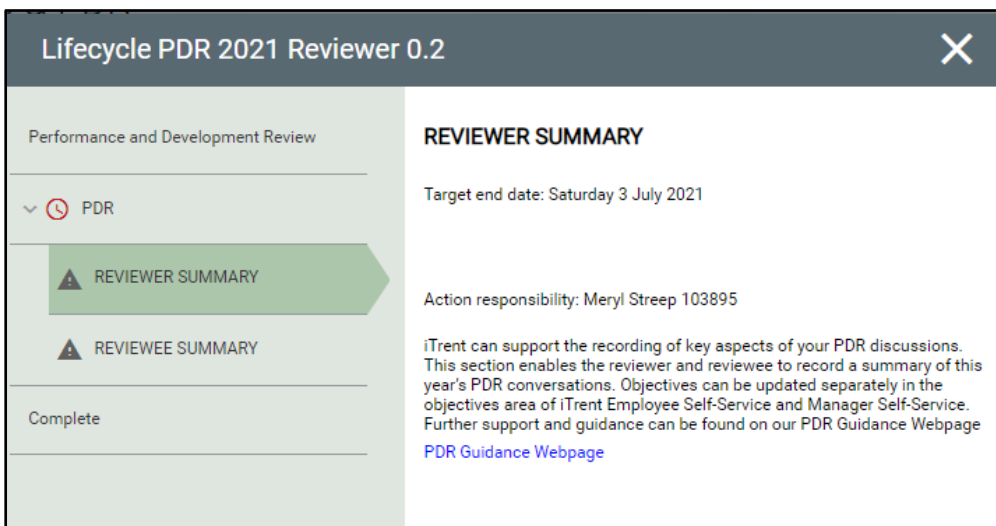 Lifecycle PDR 2021 Reviewer 0.2
Performance and Development Review
PDR
REVIEWER SUMMARY
REVIEWEE SUMMARY
Complete
REVIEWER SUMMARY
Target end date: Saturday 3 July 2021
Action responsibility: Meryl Streep 103895
iTrent can support the recording of key aspects of your PDR discussions.
This section enables the reviewer and reviewee to record a summary of this
year's PDR conversations. Objectives can be updated separately in the
objectives area of iTrent Employee Self-Service and Manager Self-Service.
Further support and guidance can be found on our PDR Guidance Webpage
PDR Guidance Webpage